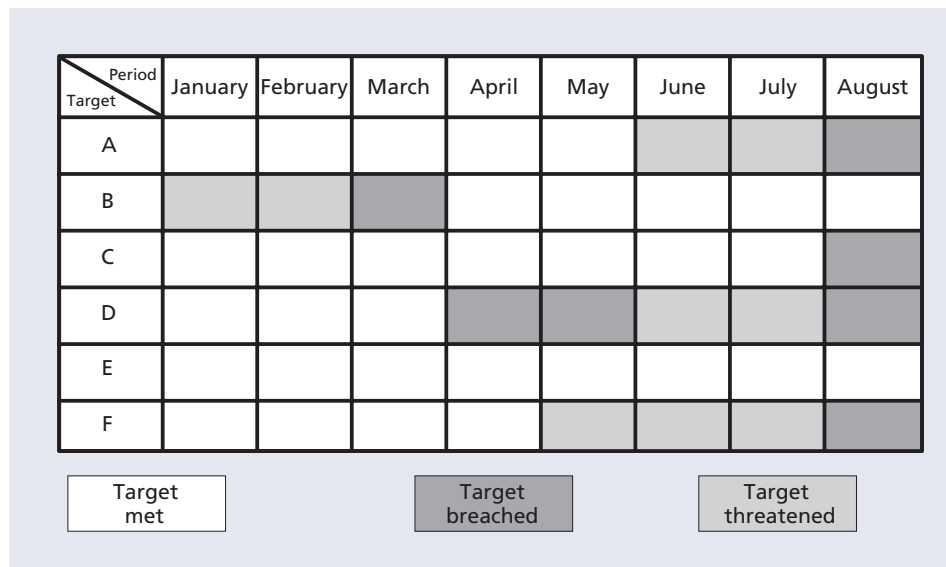 Period
Target
January February March April May June July August
A
B
C
D
E
F
Target
met
Target
breached
Target
threatened